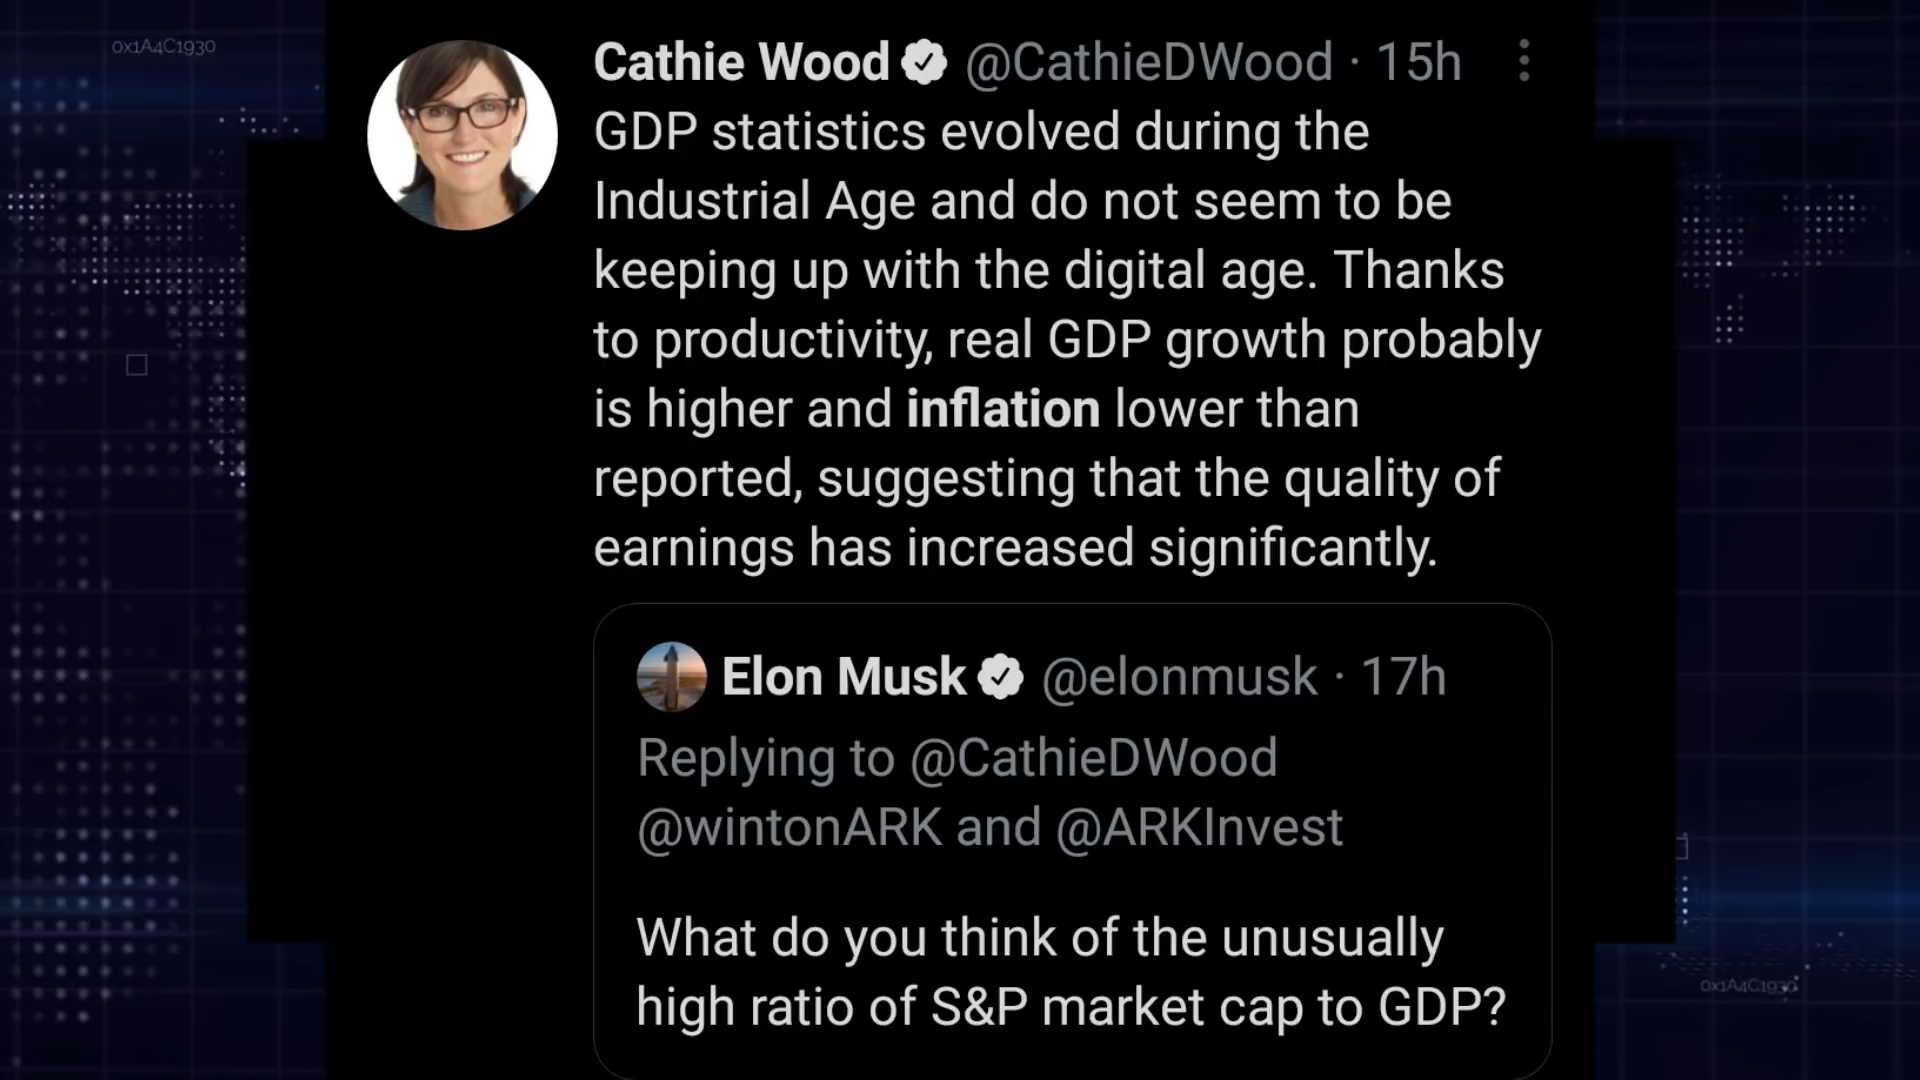 0x1A4C1930
Cathie Wood @CathieDWood · 15h
GDP statistics evolved during the
Industrial Age and do not seem to be
keeping up with the digital age. Thanks
to productivity, real GDP growth probably
is higher and inflation lower than
reported, suggesting that the quality of
earnings has increased significantly.
Elon Musk @elonmusk · 17h
Replying to @CathieDWood
@wintonARK and @ARKInvest
What do you think of the unusually
high ratio of S&P market cap to GDP?
0x1A4C1930